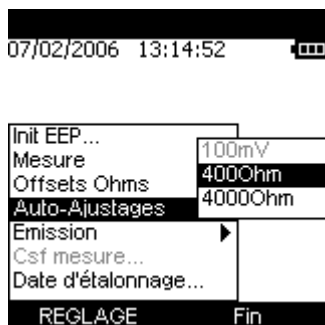 07/02/2006 13:14:52
Init EEP...
Mesure
Offsets Ohms
Auto-Ajustages
Emission
Csf mesure...
Date d'étalonnage...
100mV
400Ohm
4000Ohm
REGLAGE Fin